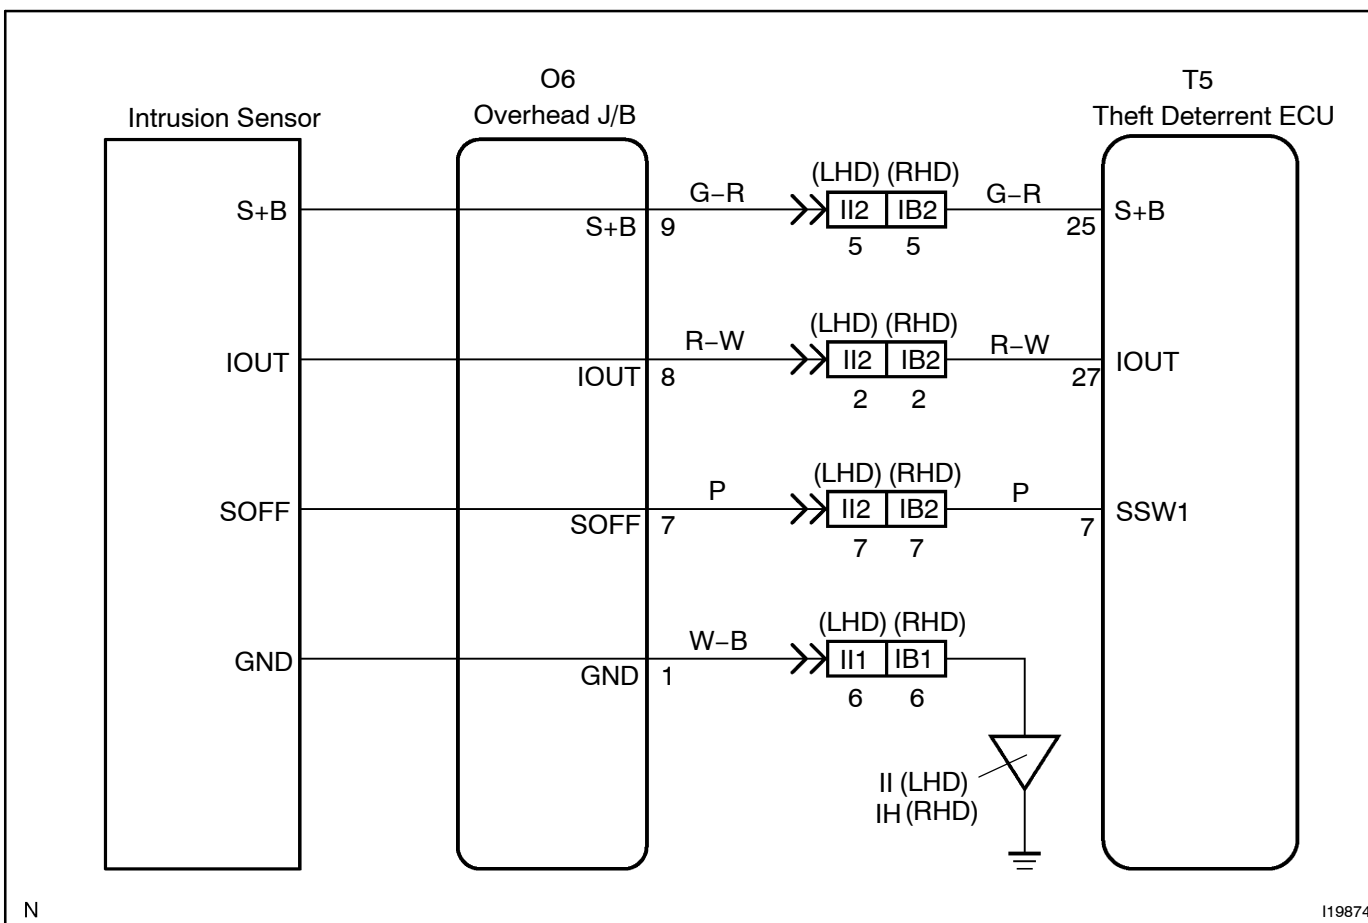 O6
T5
Intrusion Sensor
Overhead J/B
Theft Deterrent ECU
(LHD) (RHD)
S+B
S+B
9
G–R
II2
IB2
5
5
G–R
25
S+B
(LHD) (RHD)
IOUT
IOUT
8
R–W
II2
IB2
2
2
R–W
27
IOUT
(LHD) (RHD)
SOFF
SOFF
7
P
II2
IB2
7
7
P
7
SSW1
(LHD) (RHD)
GND
GND
1
W–B
II1
IB1
6
6
II (LHD)
IH (RHD)
N
I19874